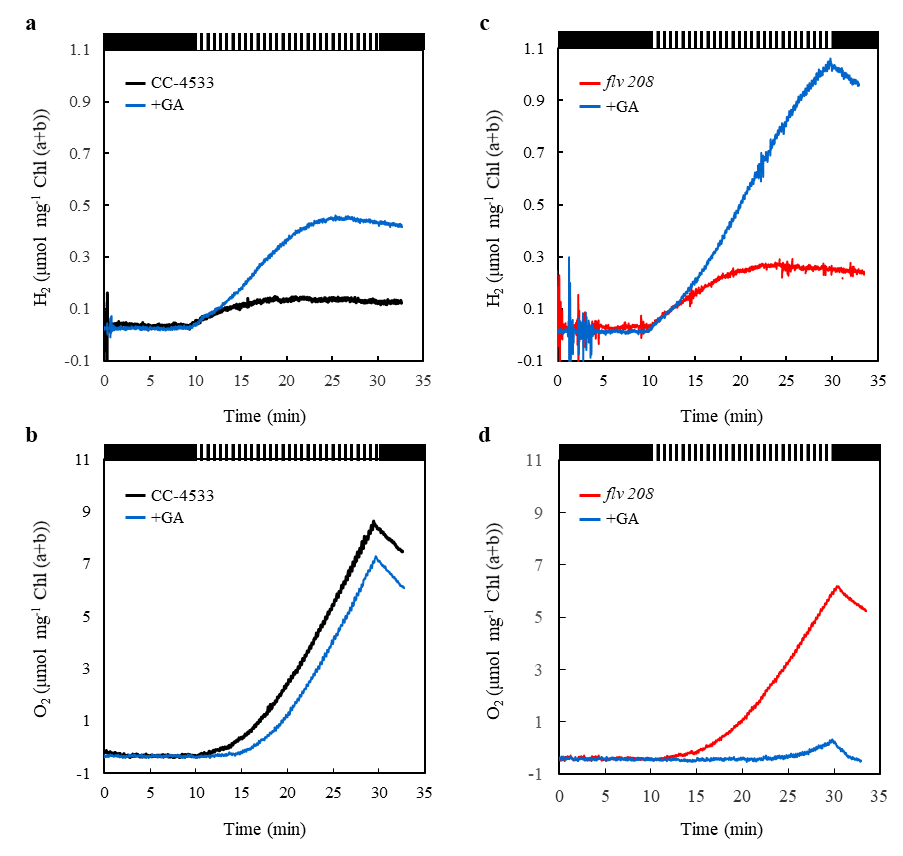 a
1.1
0.9
0.7
0.5
0.3
0.1
-0.1
H2 (µmol mg-1 Chl (a+b))
CC-4533
+GA
0 5 10 15 20 25 30 35
Time (min)
c
1.1
0.9
0.7
0.5
0.3
0.1
-0.1
H2 (µmol mg-1 Chl (a+b))
flv 208
+GA
0 5 10 15 20 25 30 35
Time (min)
b
11
9
7
5
3
1
-1
O2 (µmol mg-1 Chl (a+b))
CC-4533
+GA
0 5 10 15 20 25 30 35
Time (min)
d
11
9
7
5
3
1
-1
O2 (µmol mg-1 Chl (a+b))
flv 208
+GA
0 5 10 15 20 25 30 35
Time (min)